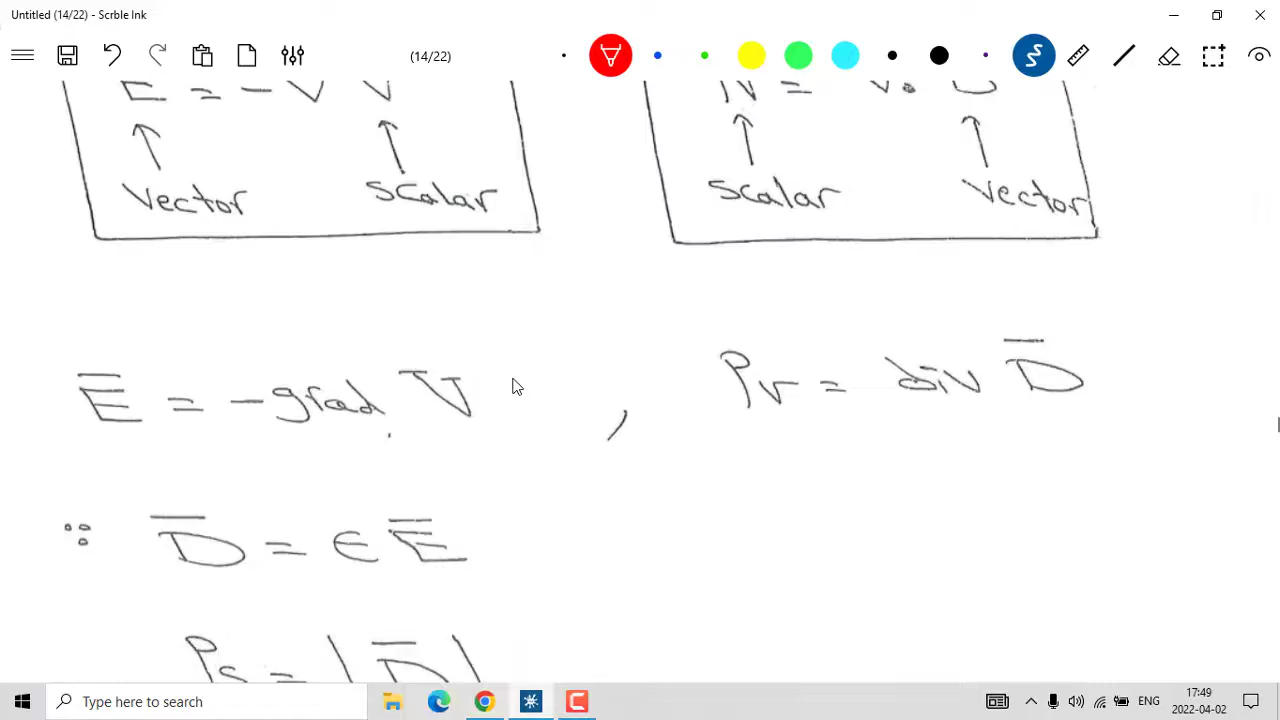 Untitled (14/22) - Scrble Ink
(14/22)
Vector
Scalar
Scalar
Vector
E̅ = -grad V
, ρv = div D̅
∵ D̅ = ϵ E̅
ρs = | D̅ |
Type here to search
ENG
17:49
2022-04-02